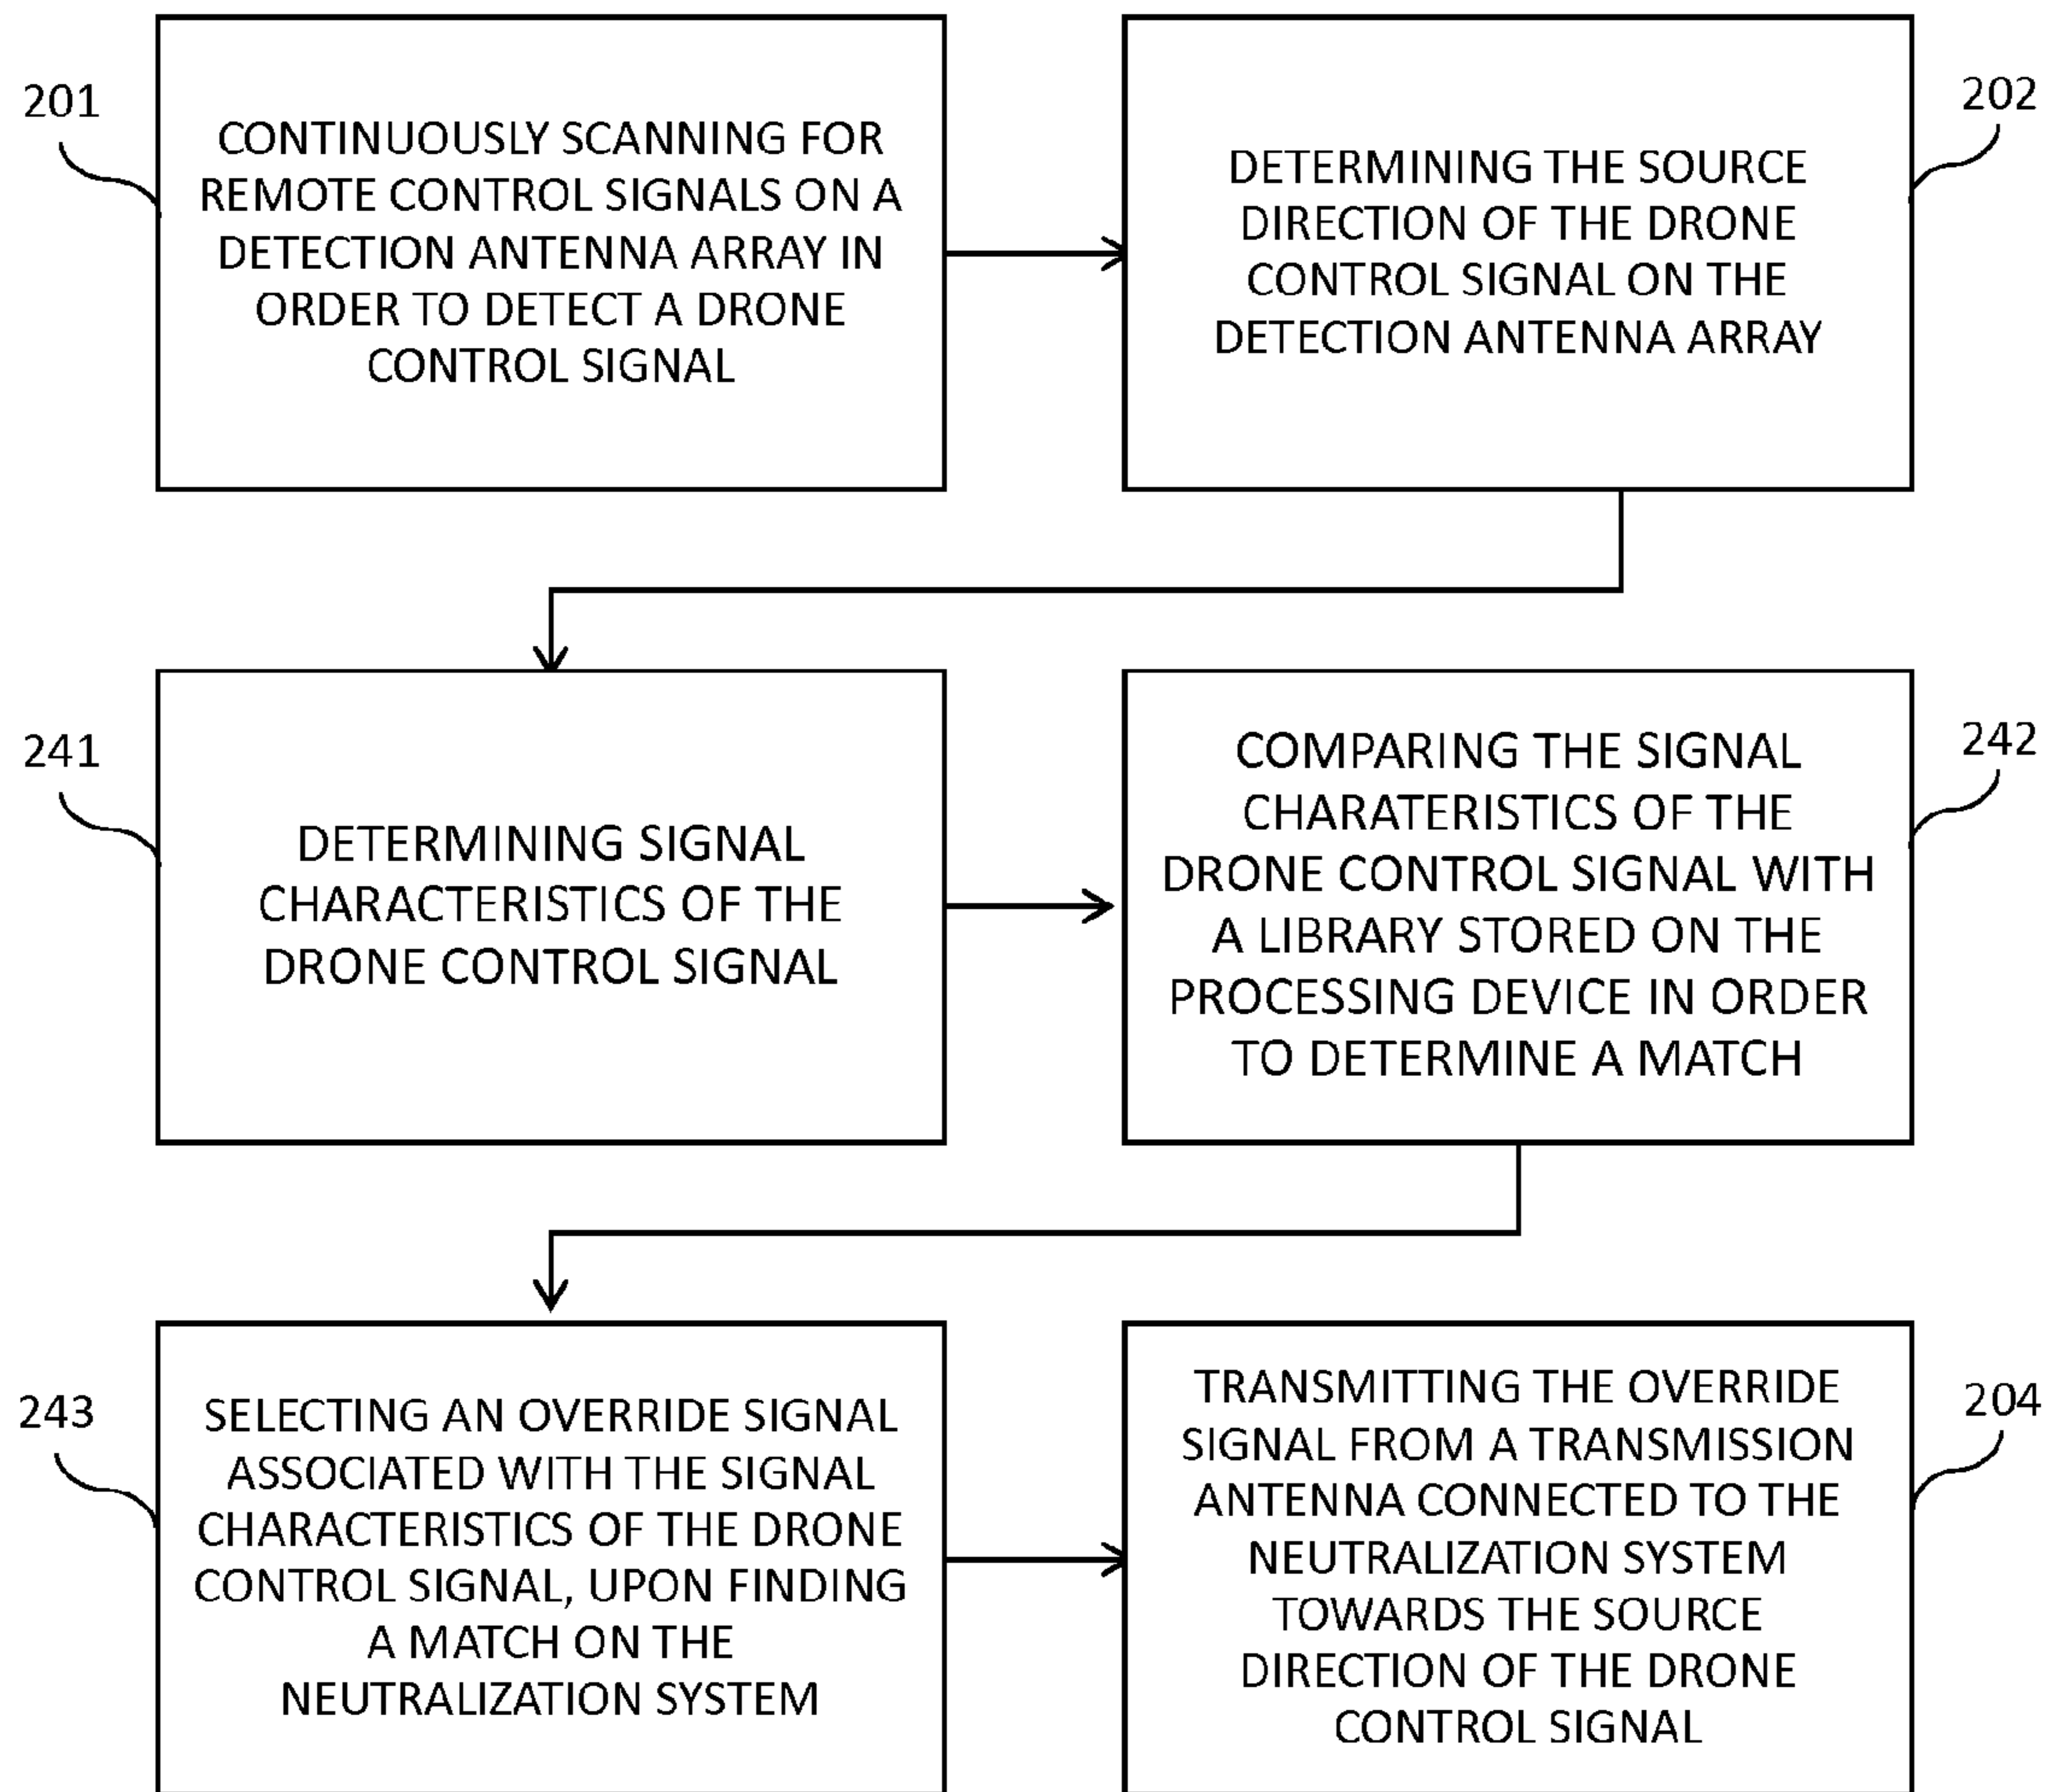 201
CONTINUOUSLY SCANNING FOR
REMOTE CONTROL SIGNALS ON A
DETECTION ANTENNA ARRAY IN
ORDER TO DETECT A DRONE
CONTROL SIGNAL
202
DETERMINING THE SOURCE
DIRECTION OF THE DRONE
CONTROL SIGNAL ON THE
DETECTION ANTENNA ARRAY
241
DETERMINING SIGNAL
CHARACTERISTICS OF THE
DRONE CONTROL SIGNAL
242
COMPARING THE SIGNAL
CHARATERISTICS OF THE
DRONE CONTROL SIGNAL WITH
A LIBRARY STORED ON THE
PROCESSING DEVICE IN ORDER
TO DETERMINE A MATCH
243
SELECTING AN OVERRIDE SIGNAL
ASSOCIATED WITH THE SIGNAL
CHARACTERISTICS OF THE DRONE
CONTROL SIGNAL, UPON FINDING
A MATCH ON THE
NEUTRALIZATION SYSTEM
204
TRANSMITTING THE OVERRIDE
SIGNAL FROM A TRANSMISSION
ANTENNA CONNECTED TO THE
NEUTRALIZATION SYSTEM
TOWARDS THE SOURCE
DIRECTION OF THE DRONE
CONTROL SIGNAL